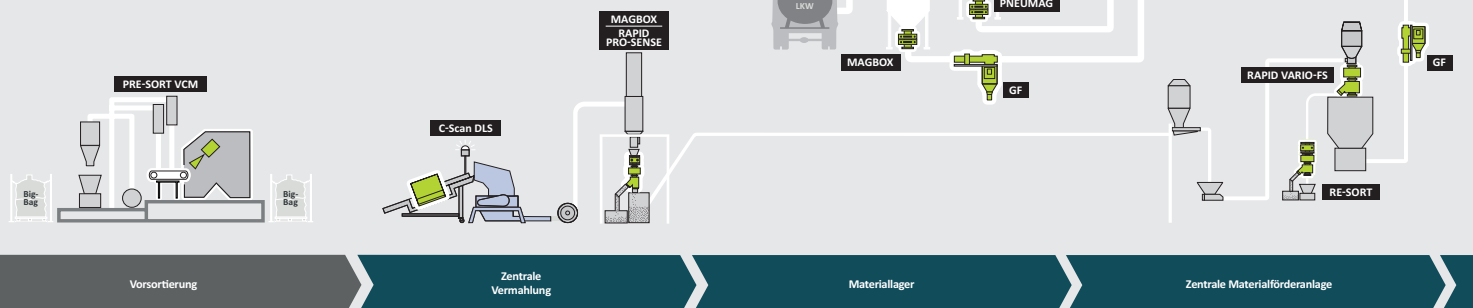 LKW
PNEUMAG
MAGBOX
RAPID
PRO-SENSE
MAGBOX
GF
RAPID VARIO-FS
GF
PRE-SORT VCM
C-Scan DLS
Big-
Bag
Big-
Bag
RE-SORT
Vorsortierung
Zentrale
Vermahlung
Materiallager
Zentrale Materialförderanlage